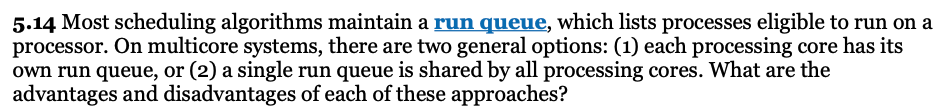 5.14 Most scheduling algorithms maintain a run queue, which lists processes eligible to run on a
processor. On multicore systems, there are two general options: (1) each processing core has its
own run queue, or (2) a single run queue is shared by all processing cores. What are the
advantages and disadvantages of each of these approaches?